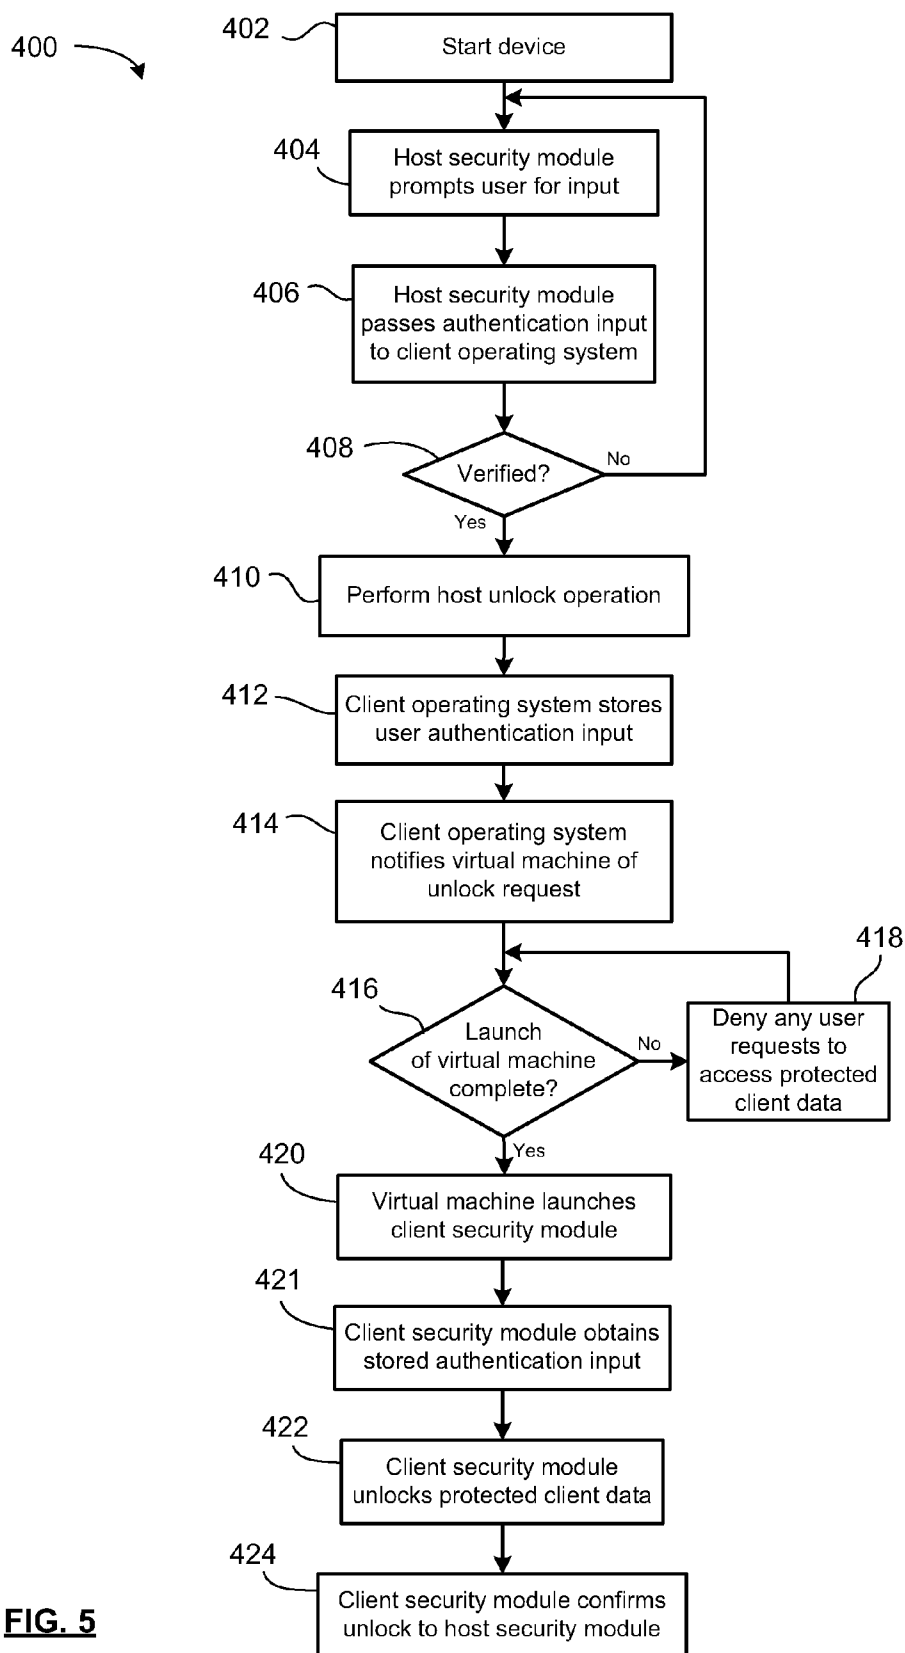 400
402
Start device
404
Host security module
prompts user for input
406
Host security module
passes authentication input
to client operating system
408
Verified?
No
Yes
410
Perform host unlock operation
412
Client operating system stores
user authentication input
414
Client operating system
notifies virtual machine of
unlock request
416
Launch
of virtual machine
complete?
No
418
Deny any user
requests to
access protected
client data
Yes
420
Virtual machine launches
client security module
421
Client security module obtains
stored authentication input
422
Client security module
unlocks protected client data
424
Client security module confirms
unlock to host security module
FIG. 5